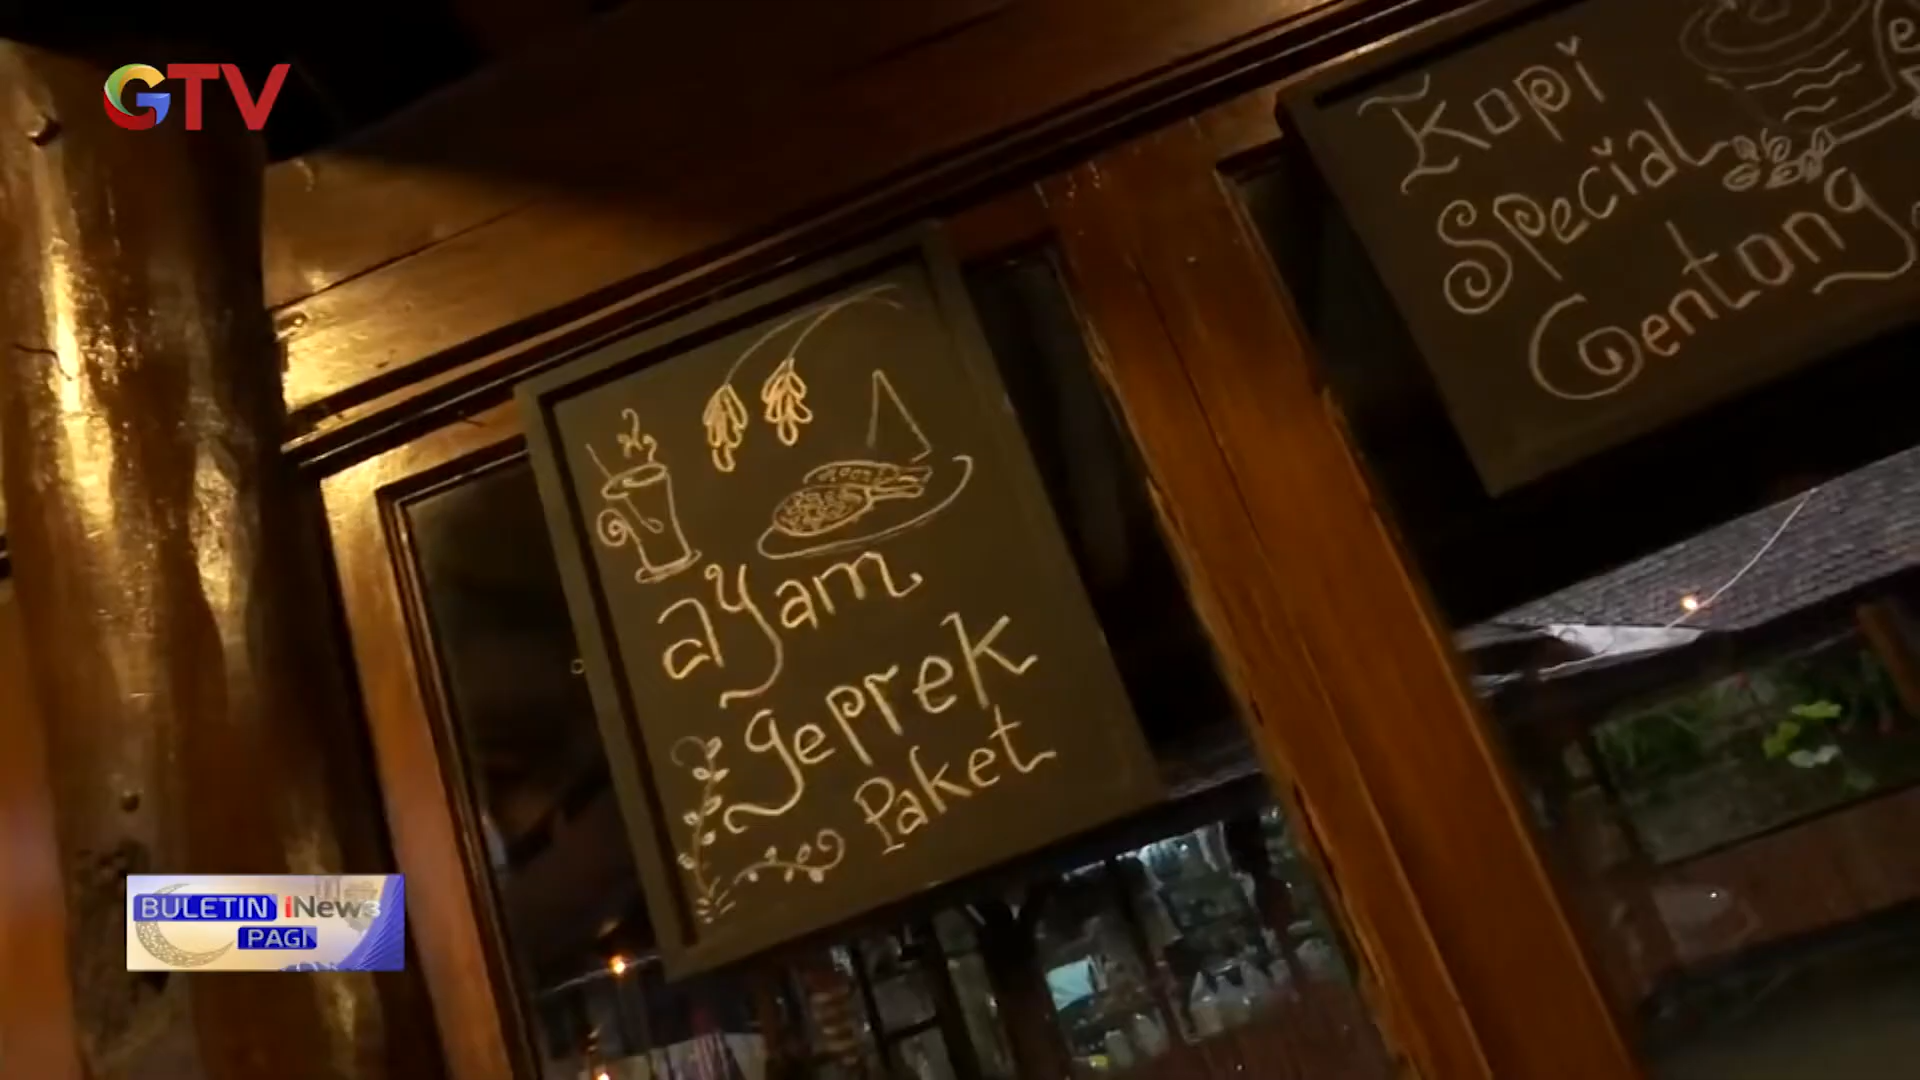 GTV
Kopi
Special
Gentong
ayam
geprek
Paket
BULETIN iNews
PAGI